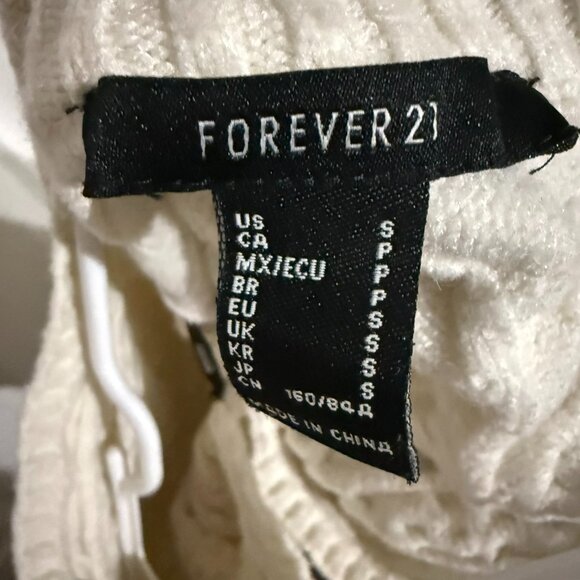 FOREVER 21
US S
CA P
MX/ECU P
BR P
EU S
UK S
KR S
JP S
CN 160/84A
MADE IN CHINA